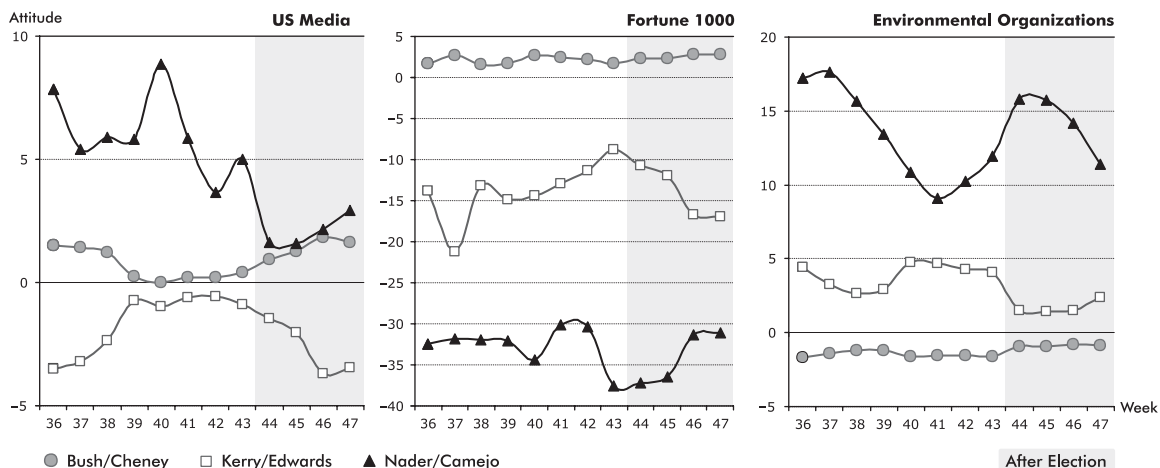 Attitude
US Media
10
5
0
−5
36 37 38 39 40 41 42 43 44 45 46 47
Fortune 1000
5
0
−5
−10
−15
−20
−25
−30
−35
−40
36 37 38 39 40 41 42 43 44 45 46 47
Environmental Organizations
20
15
10
5
0
−5
36 37 38 39 40 41 42 43 44 45 46 47
Week
Bush/Cheney Kerry/Edwards Nader/Camejo After Election